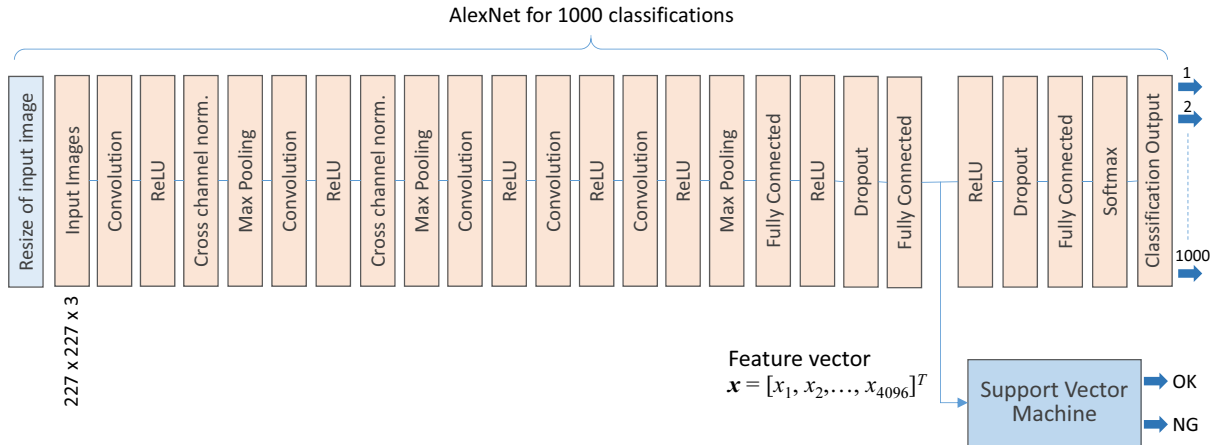 AlexNet for 1000 classifications
Resize of input image
Input Images
Convolution
ReLU
Cross channel norm.
Max Pooling
Convolution
ReLU
Cross channel norm.
Max Pooling
Convolution
ReLU
Convolution
ReLU
Convolution
ReLU
Max Pooling
Fully Connected
ReLU
Dropout
Fully Connected
ReLU
Dropout
Fully Connected
Softmax
Classification Output
1
2
1000
227 x 227 x 3
Feature vector
x = [x1, x2,…, x4096]T
Support Vector
Machine
OK
NG